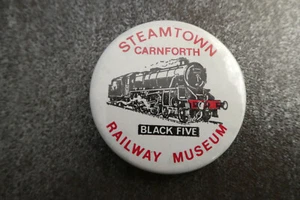 STEAMTOWN
CARNFORTH
BLACK FIVE
RAILWAY MUSEUM